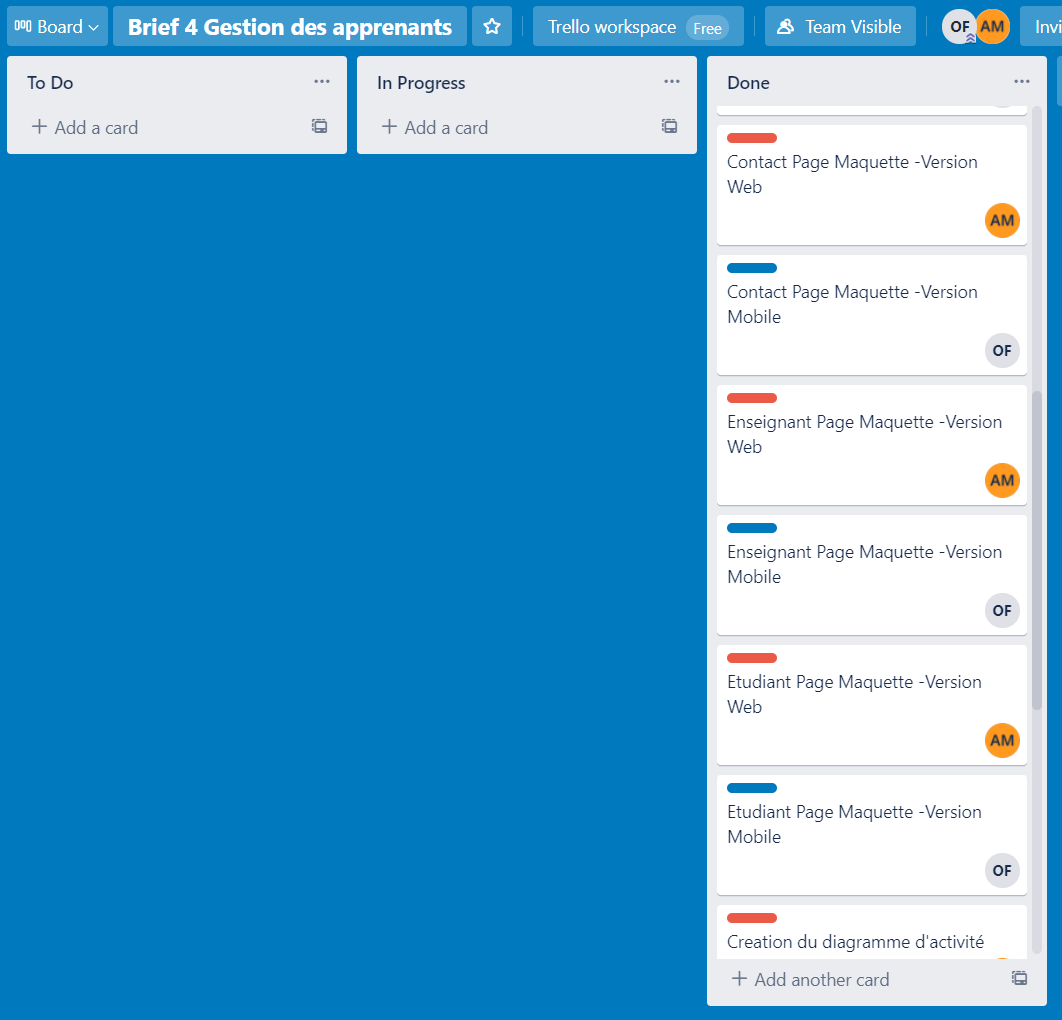 Board
Brief 4 Gestion des apprenants
Trello workspace Free
Team Visible
OF AM
Invi
To Do
Add a card
In Progress
Add a card
Done
Contact Page Maquette -Version
Web
AM
Contact Page Maquette -Version
Mobile
OF
Enseignant Page Maquette -Version
Web
AM
Enseignant Page Maquette -Version
Mobile
OF
Etudiant Page Maquette -Version
Web
AM
Etudiant Page Maquette -Version
Mobile
OF
Creation du diagramme d'activité
Add another card